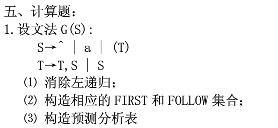 五、计算题：
1.设文法 G(S):
S→^ | a | (T)
T→T,S | S
⑴ 消除左递归；
⑵ 构造相应的 FIRST 和 FOLLOW 集合；
⑶ 构造预测分析表